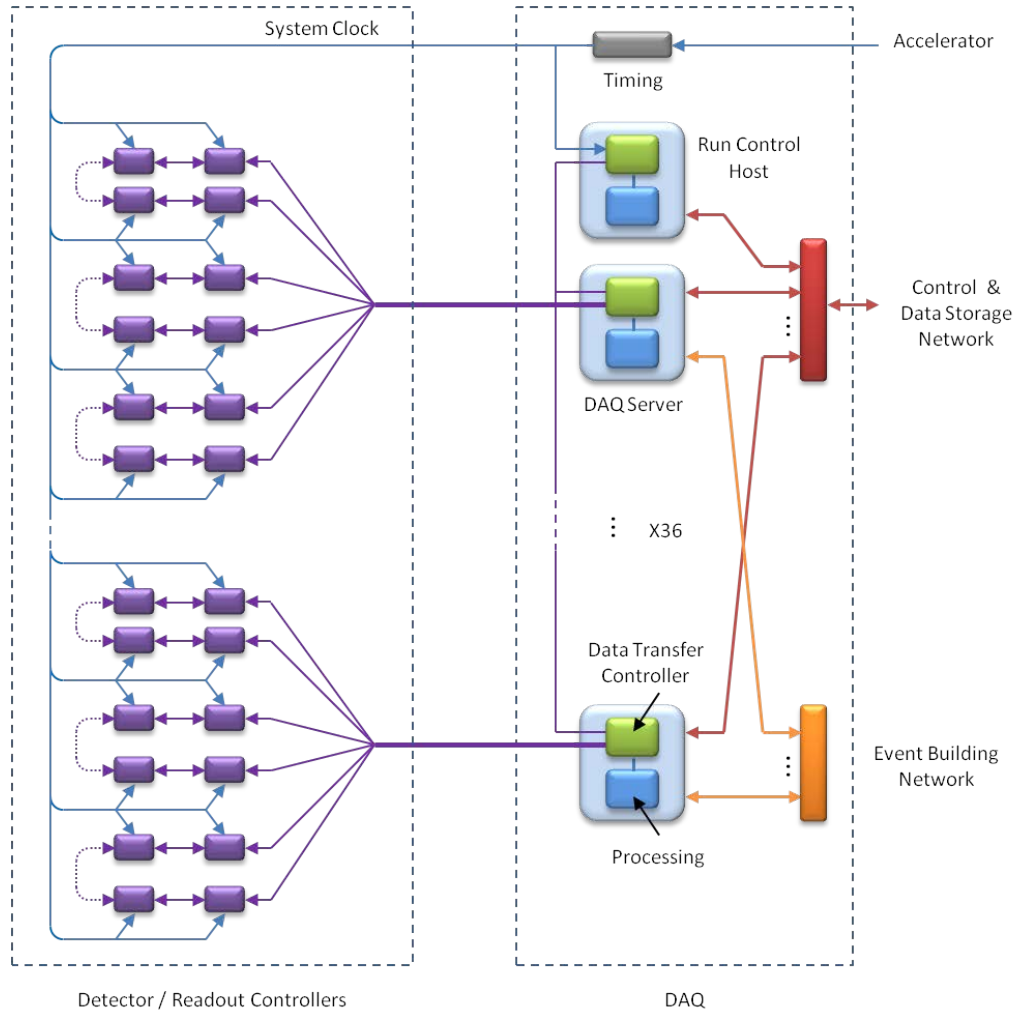 System Clock
Accelerator
Timing
Run Control
Host
Control &
Data Storage
Network
DAQ Server
X36
Data Transfer
Controller
Event Building
Network
Processing
Detector / Readout Controllers
DAQ